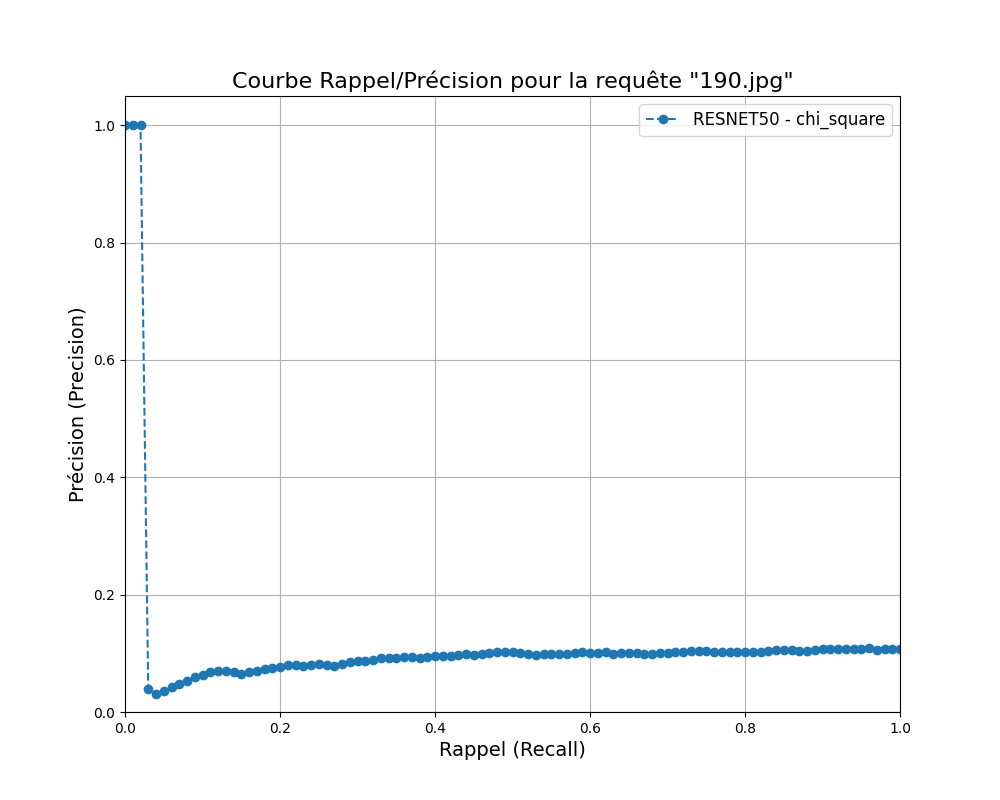 Courbe Rappel/Précision pour la requête "190.jpg"
RESNET50 - chi_square
1.0
0.8
0.6
0.4
0.2
0.0
Précision (Precision)
0.0 0.2 0.4 0.6 0.8 1.0
Rappel (Recall)